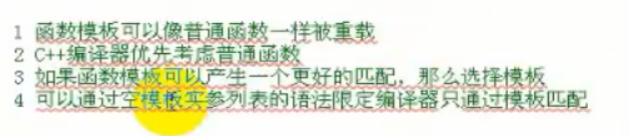 1 函数模板可以像普通函数一样被重载
2 C++编译器优先考虑普通函数
3 如果函数模板可以产生一个更好的匹配，那么选择模板
4 可以通过空模板实参列表的语法限定编译器只通过模板匹配